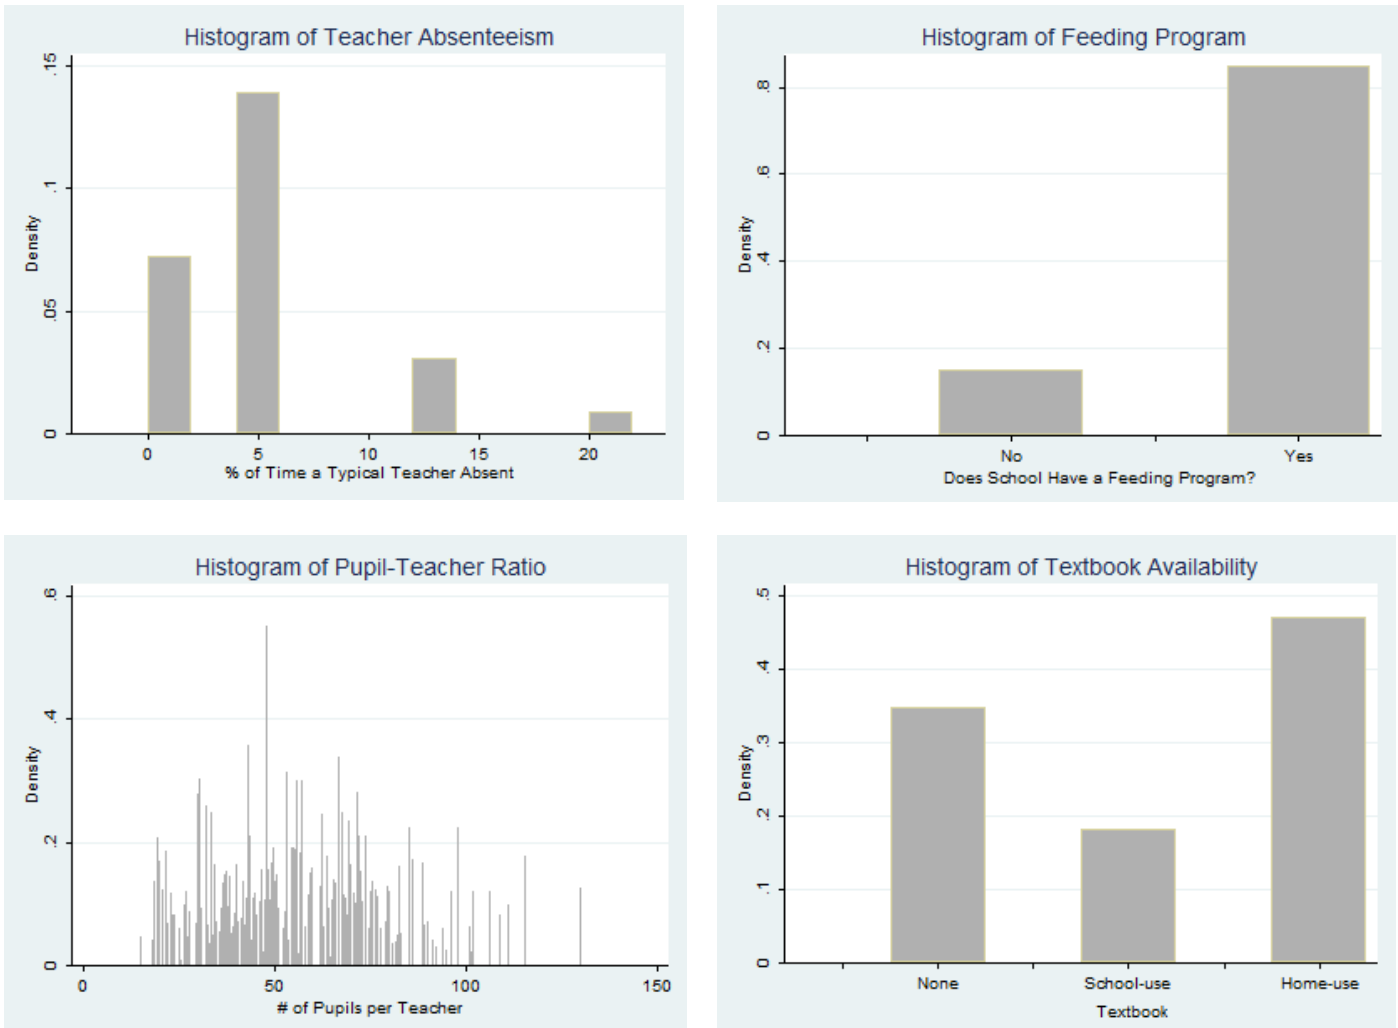 Histogram of Teacher Absenteeism
.15
.1
.05
0
Density
0 5 10 15 20
% of Time a Typical Teacher Absent
Histogram of Feeding Program
.8
.6
.4
.2
0
Density
No Yes
Does School Have a Feeding Program?
Histogram of Pupil-Teacher Ratio
.6
.4
.2
0
Density
0 50 100 150
# of Pupils per Teacher
Histogram of Textbook Availability
.5
.4
.3
.2
.1
0
Density
None School-use Home-use
Textbook